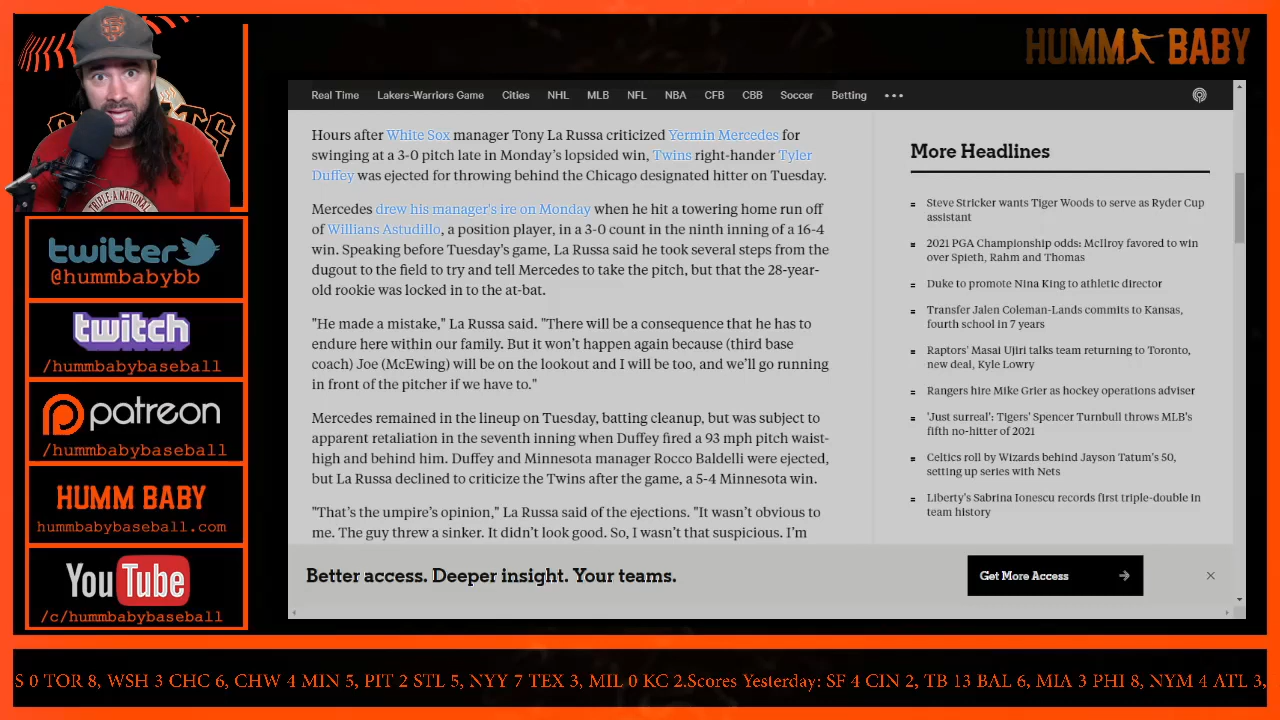 HUMM BABY
SF
TRIPLE A NATIONAL
twitter
@hummbabybb
twitch
/hummbabybaseball
patreon
/hummbabybaseball
HUMM BABY
hummbabybaseball.com
YouTube
/c/hummbabybaseball
Real Time Lakers-Warriors Game Cities NHL MLB NFL NBA CFB CBB Soccer Betting •••
Hours after White Sox manager Tony La Russa criticized Yermin Mercedes for
swinging at a 3-0 pitch late in Monday's lopsided win, Twins right-hander Tyler
Duffey was ejected for throwing behind the Chicago designated hitter on Tuesday.
Mercedes drew his manager's ire on Monday when he hit a towering home run off
of Willians Astudillo, a position player, in a 3-0 count in the ninth inning of a 16-4
win. Speaking before Tuesday's game, La Russa said he took several steps from the
dugout to the field to try and tell Mercedes to take the pitch, but that the 28-year-
old rookie was locked in to the at-bat.
"He made a mistake," La Russa said. "There will be a consequence that he has to
endure here within our family. But it won't happen again because (third base
coach) Joe (McEwing) will be on the lookout and I will be too, and we'll go running
in front of the pitcher if we have to."
Mercedes remained in the lineup on Tuesday, batting cleanup, but was subject to
apparent retaliation in the seventh inning when Duffey fired a 93 mph pitch waist-
high and behind him. Duffey and Minnesota manager Rocco Baldelli were ejected,
but La Russa declined to criticize the Twins after the game, a 5-4 Minnesota win.
"That's the umpire's opinion," La Russa said of the ejections. "It wasn't obvious to
me. The guy threw a sinker. It didn't look good. So, I wasn't that suspicious. I'm
More Headlines
Steve Stricker wants Tiger Woods to serve as Ryder Cup
assistant
2021 PGA Championship odds: McIlroy favored to win
over Spieth, Rahm and Thomas
Duke to promote Nina King to athletic director
Transfer Jalen Coleman-Lands commits to Kansas,
fourth school in 7 years
Raptors' Masai Ujiri talks team returning to Toronto,
new deal, Kyle Lowry
Rangers hire Mike Grier as hockey operations adviser
'Just surreal': Tigers' Spencer Turnbull throws MLB's
fifth no-hitter of 2021
Celtics roll by Wizards behind Jayson Tatum's 50,
setting up series with Nets
Liberty's Sabrina Ionescu records first triple-double in
team history
Better access. Deeper insight. Your teams.
Get More Access
S 0 TOR 8, WSH 3 CHC 6, CHW 4 MIN 5, PIT 2 STL 5, NYY 7 TEX 3, MIL 0 KC 2.Scores Yesterday: SF 4 CIN 2, TB 13 BAL 6, MIA 3 PHI 8, NYM 4 ATL 3,